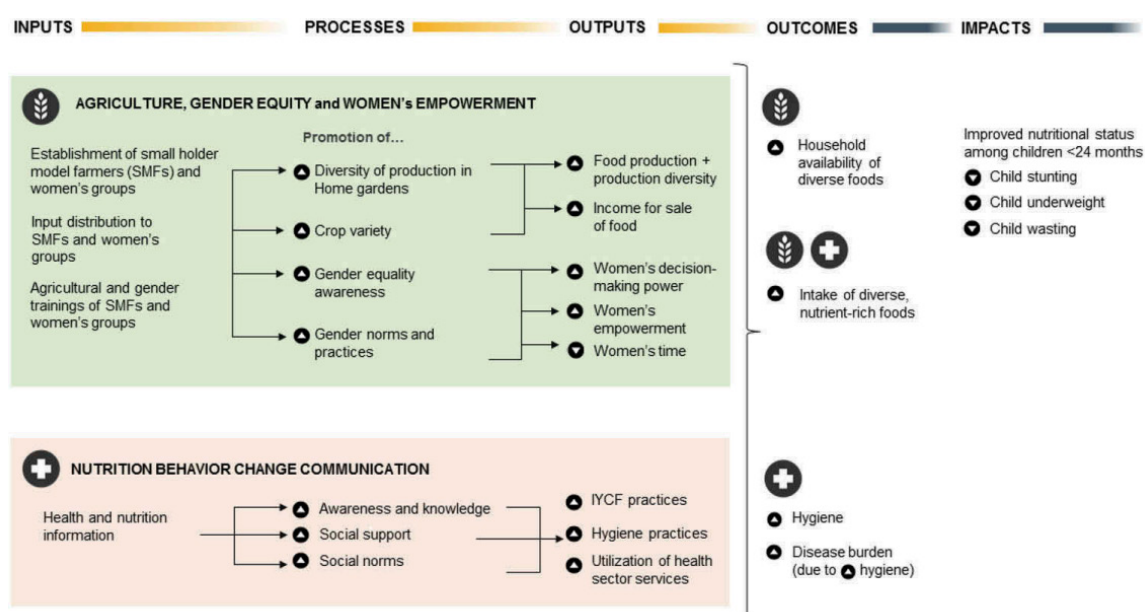 INPUTS
PROCESSES
OUTPUTS
OUTCOMES
IMPACTS
AGRICULTURE, GENDER EQUITY and WOMEN's EMPOWERMENT
Promotion of…
Establishment of small holder
model farmers (SMFs) and
women's groups
Input distribution to
SMFs and women's
groups
Agricultural and gender
trainings of SMFs and
women's groups
Diversity of production in
Home gardens
Crop variety
Gender equality
awareness
Gender norms and
practices
Food production +
production diversity
Income for sale
of food
Women's decision-
making power
Women's
empowerment
Women's time
NUTRITION BEHAVIOR CHANGE COMMUNICATION
Health and nutrition
information
Awareness and knowledge
Social support
Social norms
IYCF practices
Hygiene practices
Utilization of health
sector services
Household
availability of
diverse foods
Intake of diverse,
nutrient-rich foods
Hygiene
Disease burden
(due to hygiene)
Improved nutritional status
among children <24 months
Child stunting
Child underweight
Child wasting